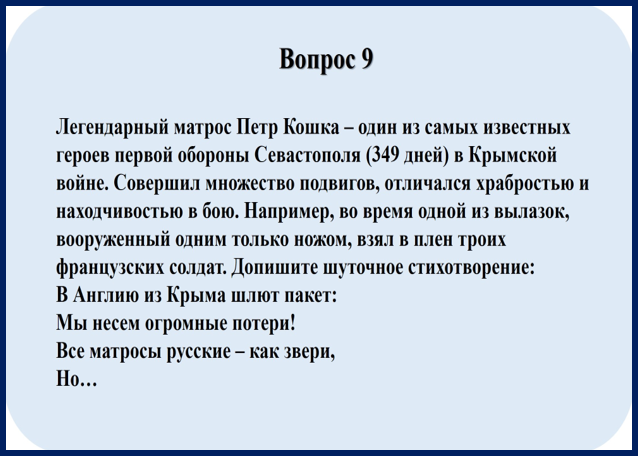 Вопрос 9
Легендарный матрос Петр Кошка – один из самых известных
героев первой обороны Севастополя (349 дней) в Крымской
войне. Совершил множество подвигов, отличался храбростью и
находчивостью в бою. Например, во время одной из вылазок,
вооруженный одним только ножом, взял в плен троих
французских солдат. Допишите шуточное стихотворение:
В Англию из Крыма шлют пакет:
Мы несем огромные потери!
Все матросы русские – как звери,
Но…